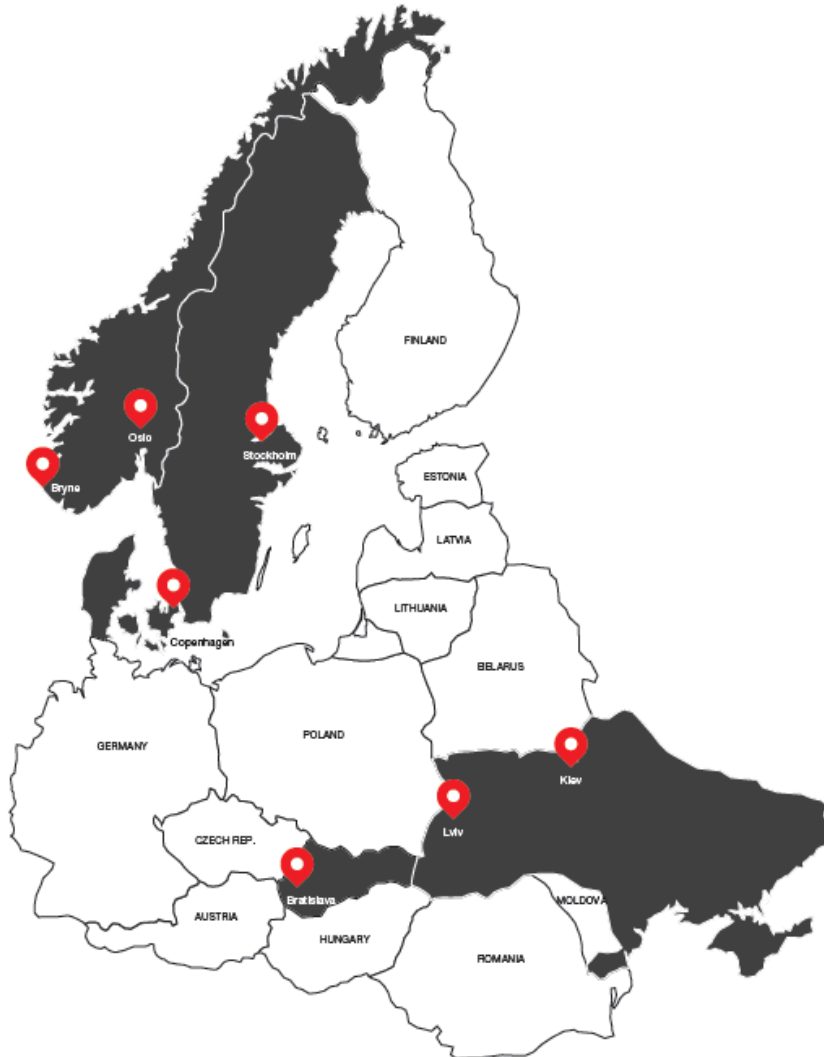 FINLAND
Oslo
Stockholm
Bryne
ESTONIA
LATVIA
LITHUANIA
Copenhagen
BELARUS
POLAND
GERMANY
Kiev
Lviv
CZECH REP.
Bratislava
MOLDOVA
AUSTRIA
HUNGARY
ROMANIA